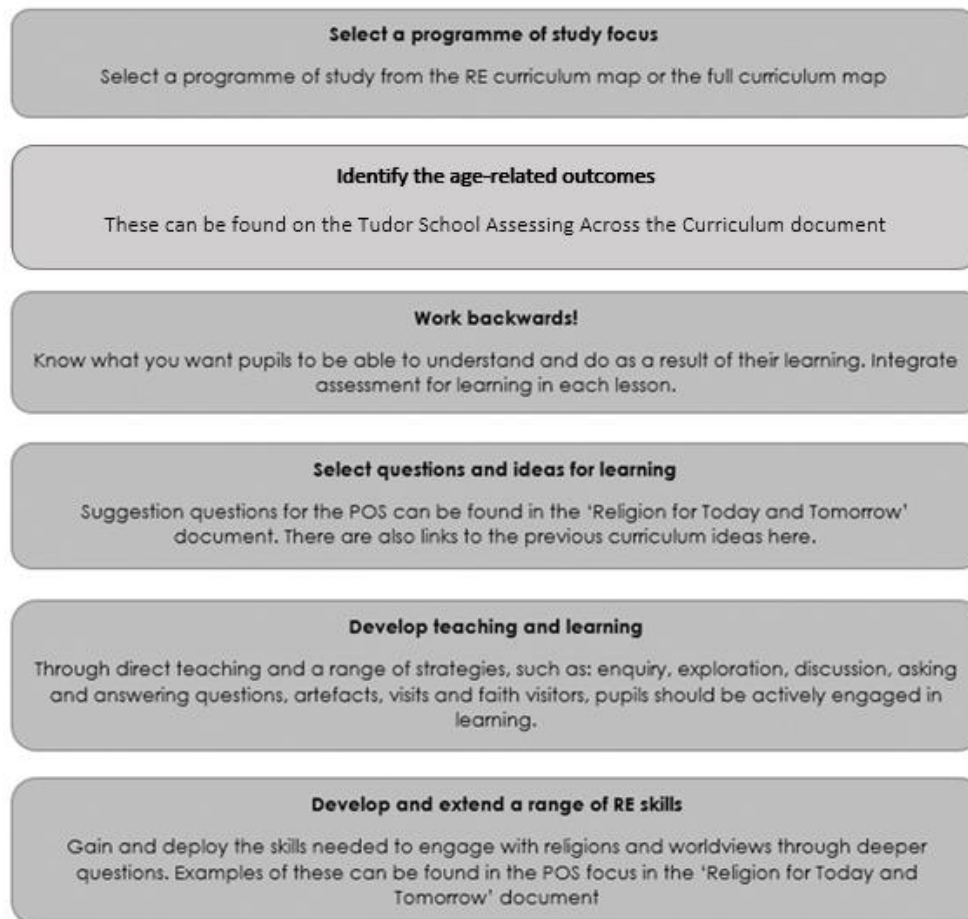 Select a programme of study focus
Select a programme of study from the RE curriculum map or the full curriculum map
Identify the age-related outcomes
These can be found on the Tudor School Assessing Across the Curriculum document
Work backwards!
Know what you want pupils to be able to understand and do as a result of their learning. Integrate
assessment for learning in each lesson.
Select questions and ideas for learning
Suggestion questions for the POS can be found in the ‘Religion for Today and Tomorrow’
document. There are also links to the previous curriculum ideas here.
Develop teaching and learning
Through direct teaching and a range of strategies, such as: enquiry, exploration, discussion, asking
and answering questions, artefacts, visits and faith visitors, pupils should be actively engaged in
learning.
Develop and extend a range of RE skills
Gain and deploy the skills needed to engage with religions and worldviews through deeper
questions. Examples of these can be found in the POS focus in the ‘Religion for Today and
Tomorrow’ document